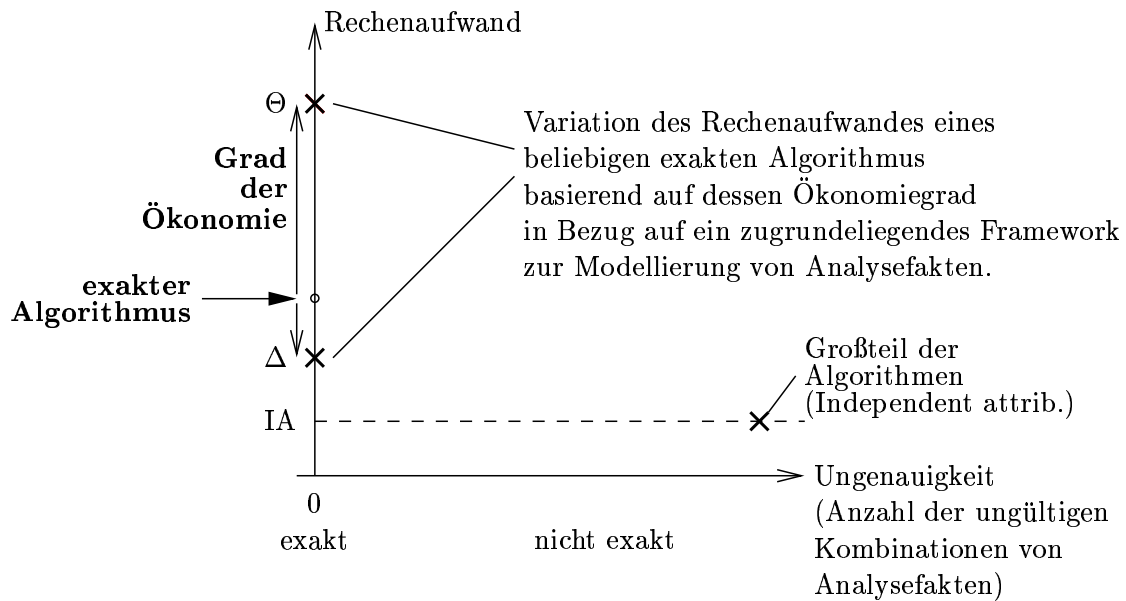 Rechenaufwand
Θ
Grad
der
Ökonomie
Variation des Rechenaufwandes eines
beliebigen exakten Algorithmus
basierend auf dessen Ökonomiegrad
in Bezug auf ein zugrundeliegendes Framework
zur Modellierung von Analysefakten.
exakter
Algorithmus
Δ
Großteil der
Algorithmen
(Independent attrib.)
IA
Ungenauigkeit
(Anzahl der ungültigen
Kombinationen von
Analysefakten)
0
exakt
nicht exakt